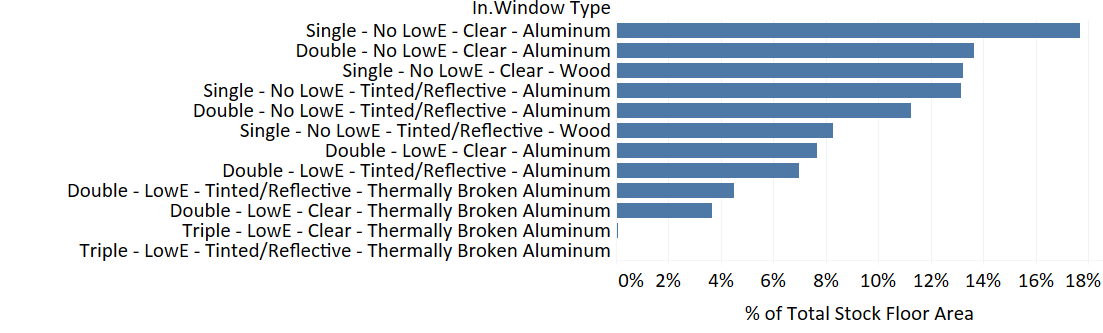 In.Window Type
Single - No LowE - Clear - Aluminum
Double - No LowE - Clear - Aluminum
Single - No LowE - Clear - Wood
Single - No LowE - Tinted/Reflective - Aluminum
Double - No LowE - Tinted/Reflective - Aluminum
Single - No LowE - Tinted/Reflective - Wood
Double - LowE - Clear - Aluminum
Double - LowE - Tinted/Reflective - Aluminum
Double - LowE - Tinted/Reflective - Thermally Broken Aluminum
Double - LowE - Clear - Thermally Broken Aluminum
Triple - LowE - Clear - Thermally Broken Aluminum
Triple - LowE - Tinted/Reflective - Thermally Broken Aluminum
0% 2% 4% 6% 8% 10% 12% 14% 16% 18%
% of Total Stock Floor Area